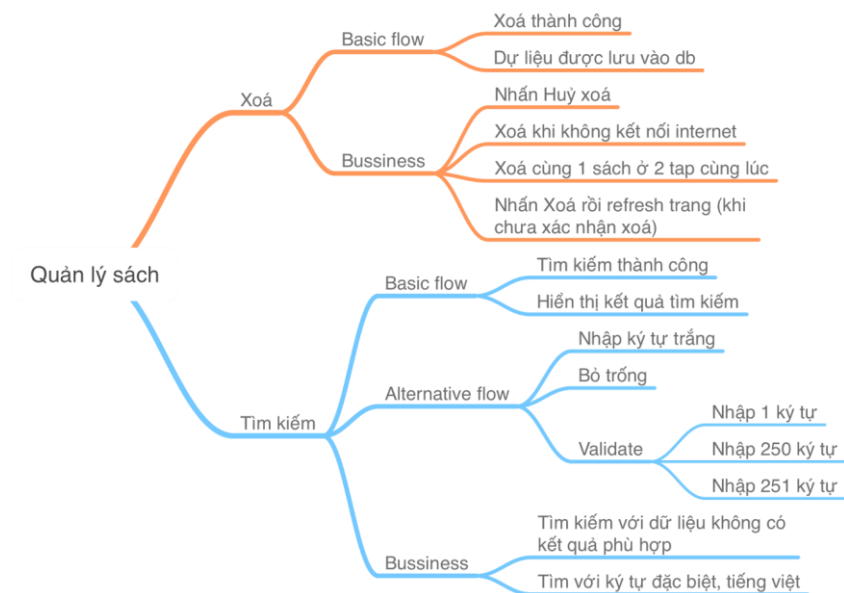 Quản lý sách
Xoá
Basic flow
Xoá thành công
Dự liệu được lưu vào db
Bussiness
Nhấn Huỷ xoá
Xoá khi không kết nối internet
Xoá cùng 1 sách ở 2 tap cùng lúc
Nhấn Xoá rồi refresh trang (khi
chưa xác nhận xoá)
Tìm kiếm
Basic flow
Tìm kiếm thành công
Hiển thị kết quả tìm kiếm
Alternative flow
Nhập ký tự trắng
Bỏ trống
Validate
Nhập 1 ký tự
Nhập 250 ký tự
Nhập 251 ký tự
Bussiness
Tìm kiếm với dữ liệu không có
kết quả phù hợp
Tìm với ký tự đặc biệt, tiếng việt